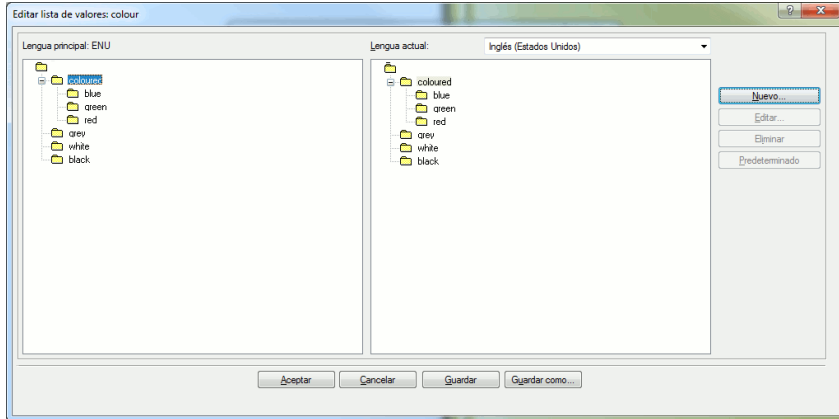 Editar lista de valores: colour
Lengua principal: ENU
coloured
blue
green
red
grey
white
black
Lengua actual: Inglés (Estados Unidos)
coloured
blue
green
red
grey
white
black
Nuevo...
Editar...
Eliminar
Predeterminado
Aceptar Cancelar Guardar Guardar como...